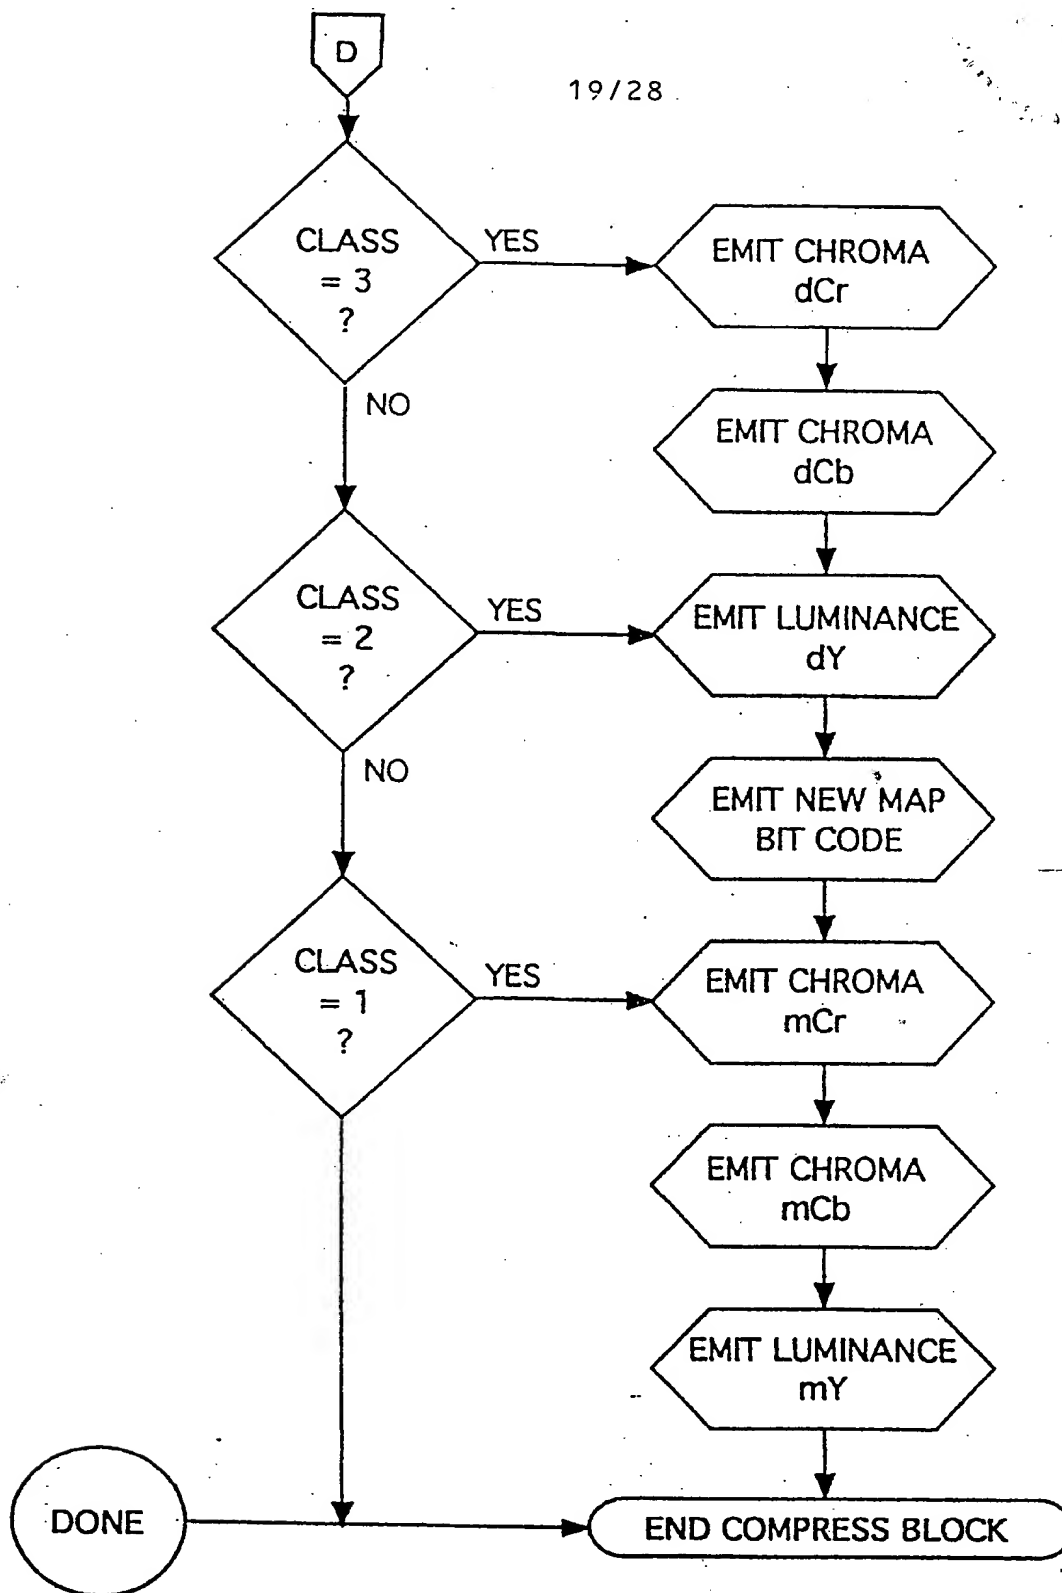 D
19/28
CLASS
= 3
?
YES
EMIT CHROMA
dCr
NO
EMIT CHROMA
dCb
CLASS
= 2
?
YES
EMIT LUMINANCE
dY
NO
EMIT NEW MAP
BIT CODE
CLASS
= 1
?
YES
EMIT CHROMA
mCr
EMIT CHROMA
mCb
EMIT LUMINANCE
mY
DONE
END COMPRESS BLOCK